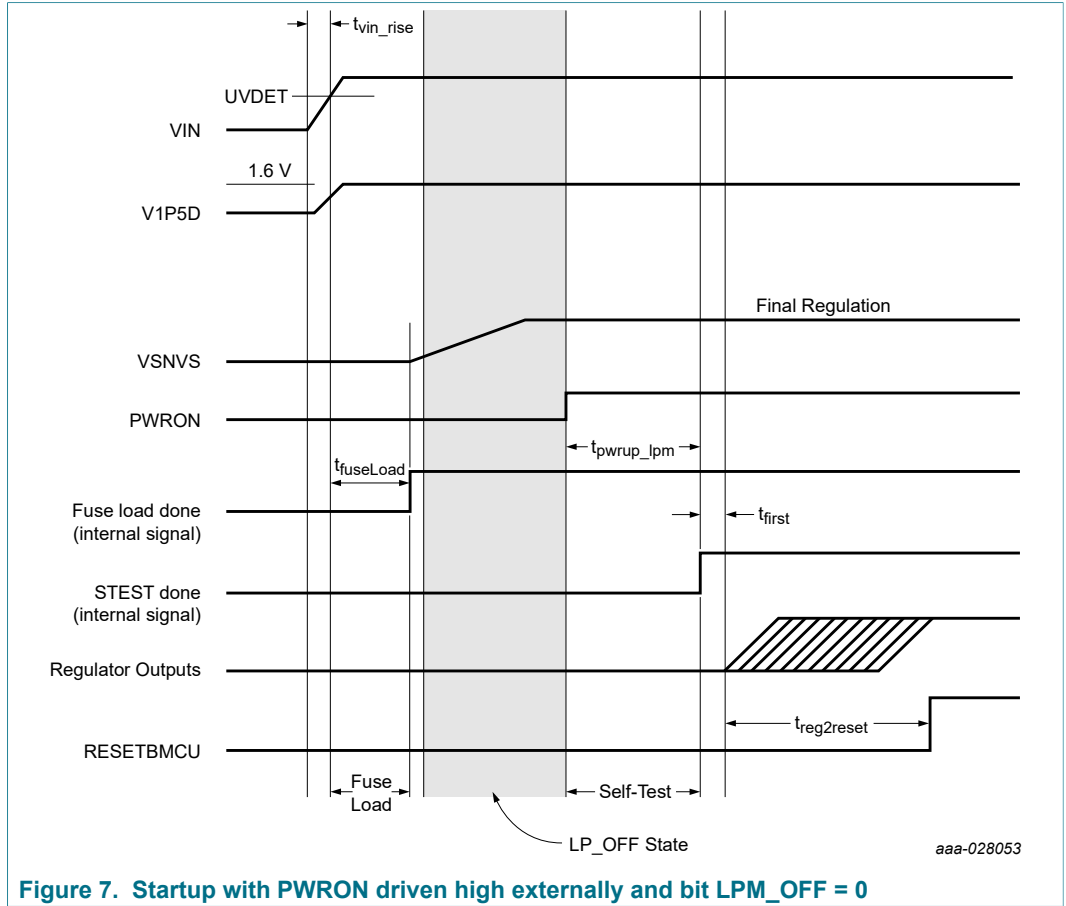 tvin_rise
UVDET
VIN
1.6 V
V1P5D
Final Regulation
VSNVS
PWRON
tpwrup_lpm
tfuseLoad
Fuse load done
(internal signal)
tfirst
STEST done
(internal signal)
Regulator Outputs
treg2reset
RESETBMCU
Fuse
Load
Self-Test
LP_OFF State
aaa-028053
Figure 7. Startup with PWRON driven high externally and bit LPM_OFF = 0